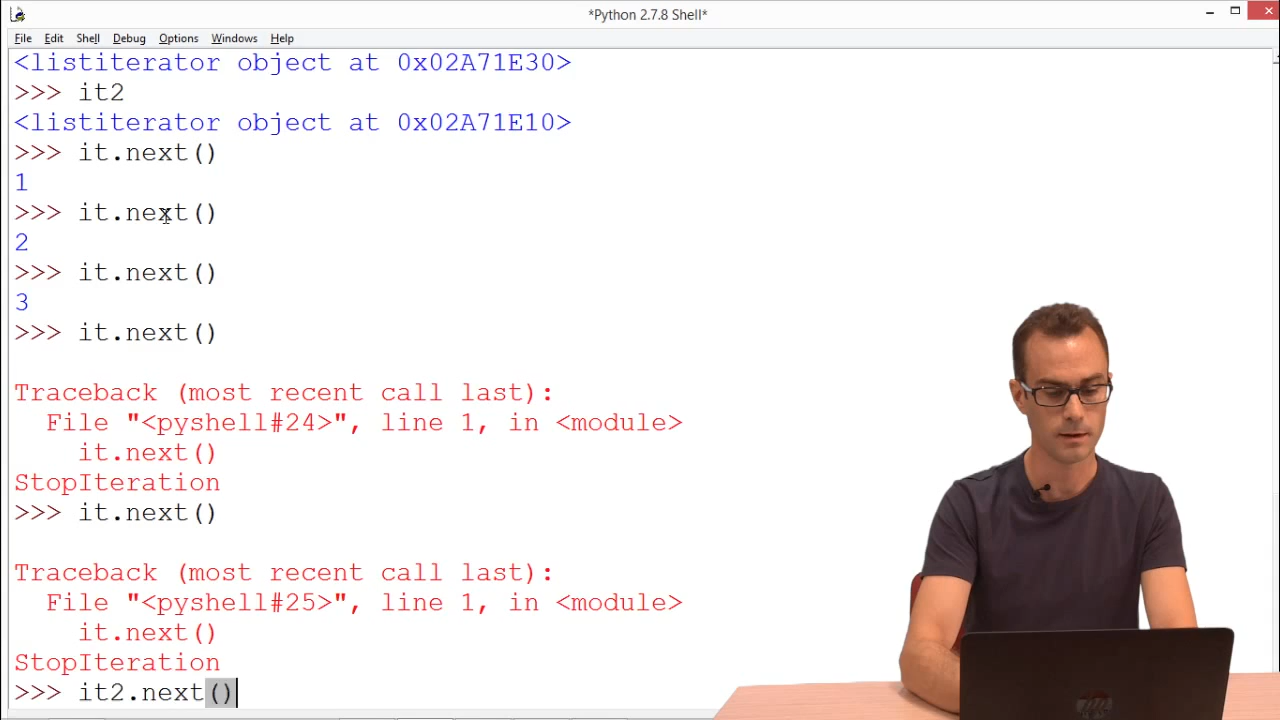 *Python 2.7.8 Shell*
File Edit Shell Debug Options Windows Help
<listiterator object at 0x02A71E30>
>>> it2
<listiterator object at 0x02A71E10>
>>> it.next()
1
>>> it.next()
2
>>> it.next()
3
>>> it.next()
Traceback (most recent call last):
  File "<pyshell#24>", line 1, in <module>
    it.next()
StopIteration
>>> it.next()
Traceback (most recent call last):
  File "<pyshell#25>", line 1, in <module>
    it.next()
StopIteration
>>> it2.next()